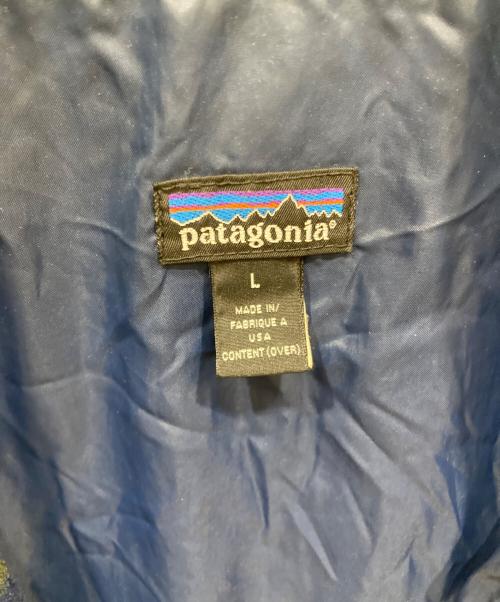 patagonia®
L
MADE IN/
FABRIQUE A
USA
CONTENT (OVER)